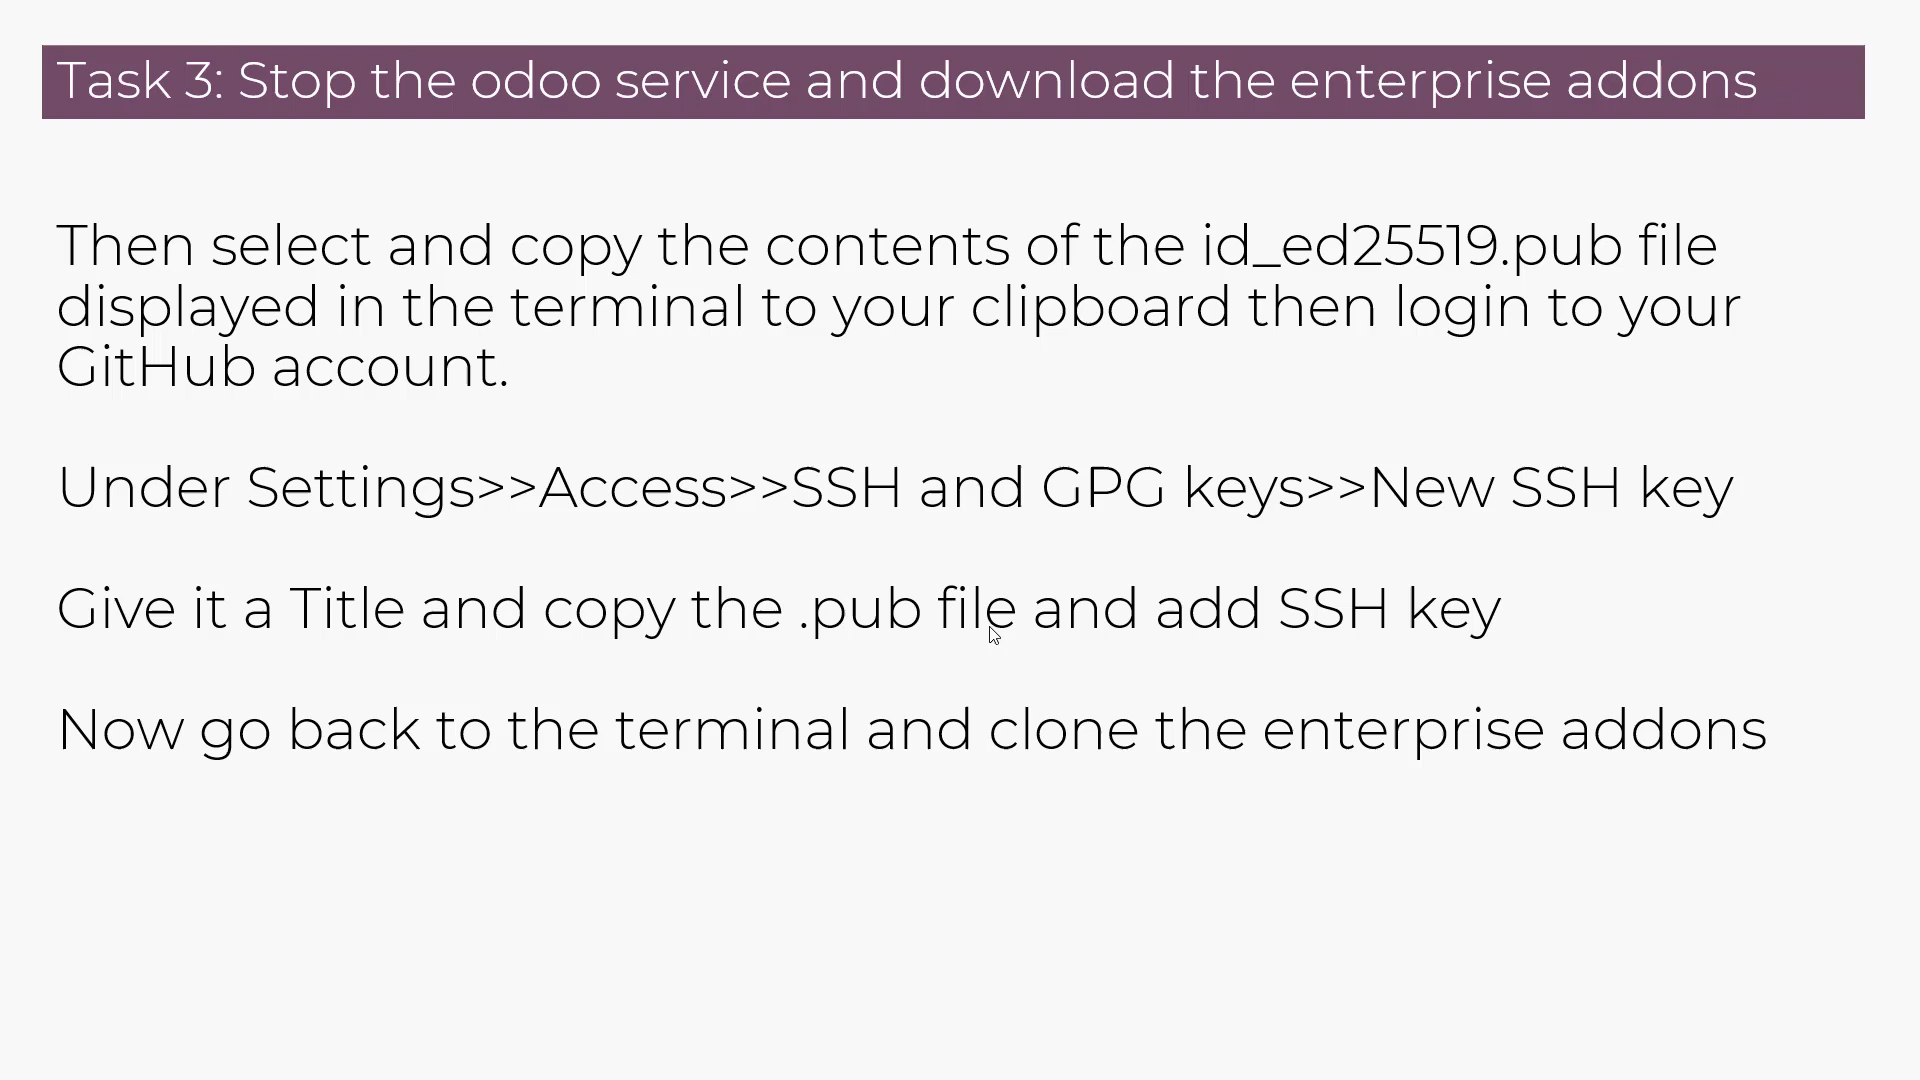 Task 3: Stop the odoo service and download the enterprise addons
Then select and copy the contents of the id_ed25519.pub file
displayed in the terminal to your clipboard then login to your
GitHub account.
Under Settings>>Access>>SSH and GPG keys>>New SSH key
Give it a Title and copy the .pub file and add SSH key
Now go back to the terminal and clone the enterprise addons